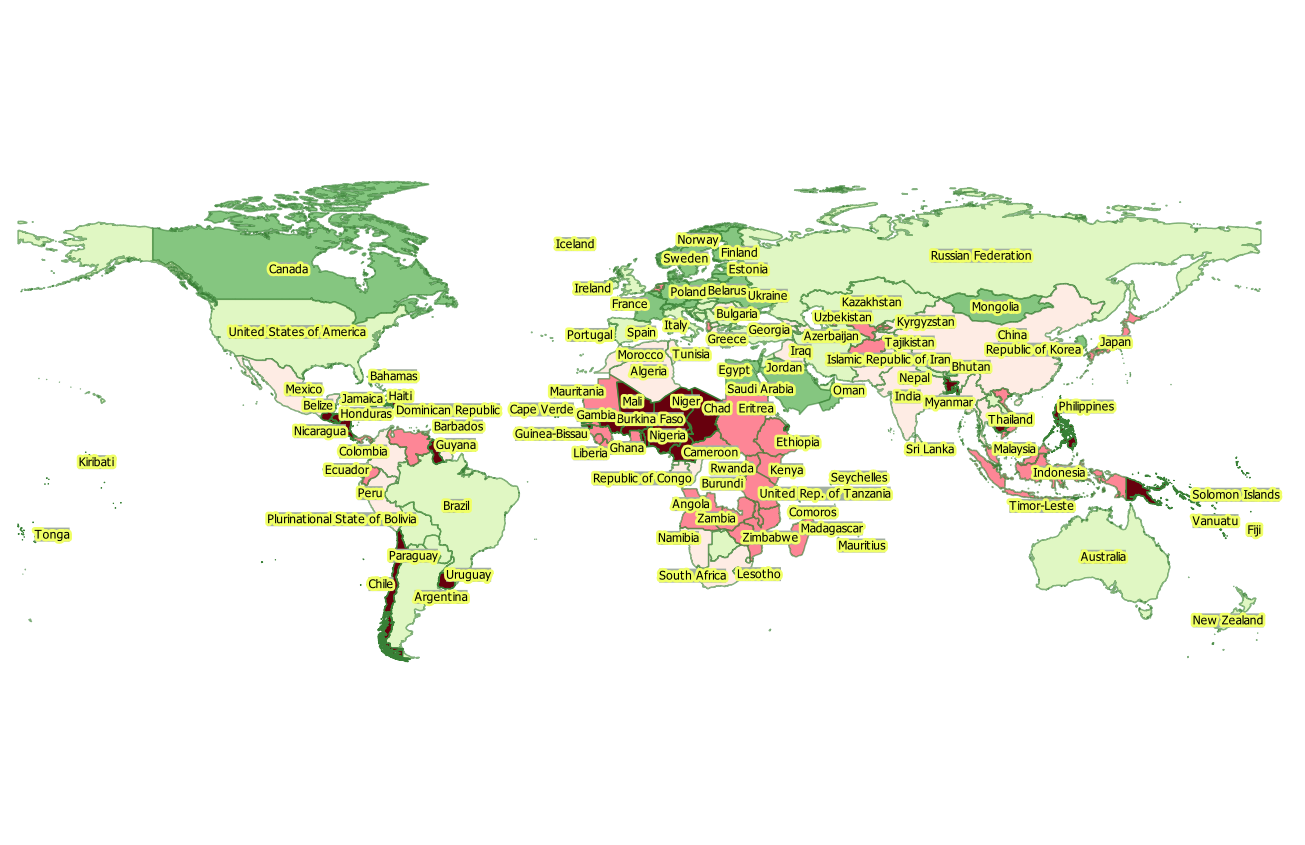 Iceland
Norway
Finland
Sweden
Estonia
Russian Federation
Canada
Ireland
Poland
Belarus
Ukraine
France
Kazakhstan
Mongolia
Bulgaria
Uzbekistan
Kyrgyzstan
United States of America
Portugal
Spain
Italy
Greece
Georgia
Azerbaijan
Tajikistan
China
Republic of Korea
Japan
Morocco
Tunisia
Iraq
Islamic Republic of Iran
Bhutan
Algeria
Egypt
Jordan
Nepal
Bahamas
Mexico
Jamaica
Haiti
Mauritania
Saudi Arabia
Oman
India
Myanmar
Belize
Honduras
Dominican Republic
Cape Verde
Gambia
Mali
Niger
Chad
Eritrea
Philippines
Nicaragua
Barbados
Guinea-Bissau
Burkina Faso
Nigeria
Ethiopia
Thailand
Colombia
Guyana
Liberia
Ghana
Cameroon
Sri Lanka
Malaysia
Kiribati
Ecuador
Republic of Congo
Rwanda
Kenya
Burundi
Seychelles
Indonesia
Peru
Brazil
United Rep. of Tanzania
Solomon Islands
Angola
Timor-Leste
Plurinational State of Bolivia
Zambia
Comoros
Vanuatu
Tonga
Namibia
Zimbabwe
Madagascar
Mauritius
Fiji
Paraguay
Australia
Chile
Uruguay
South Africa
Lesotho
Argentina
New Zealand